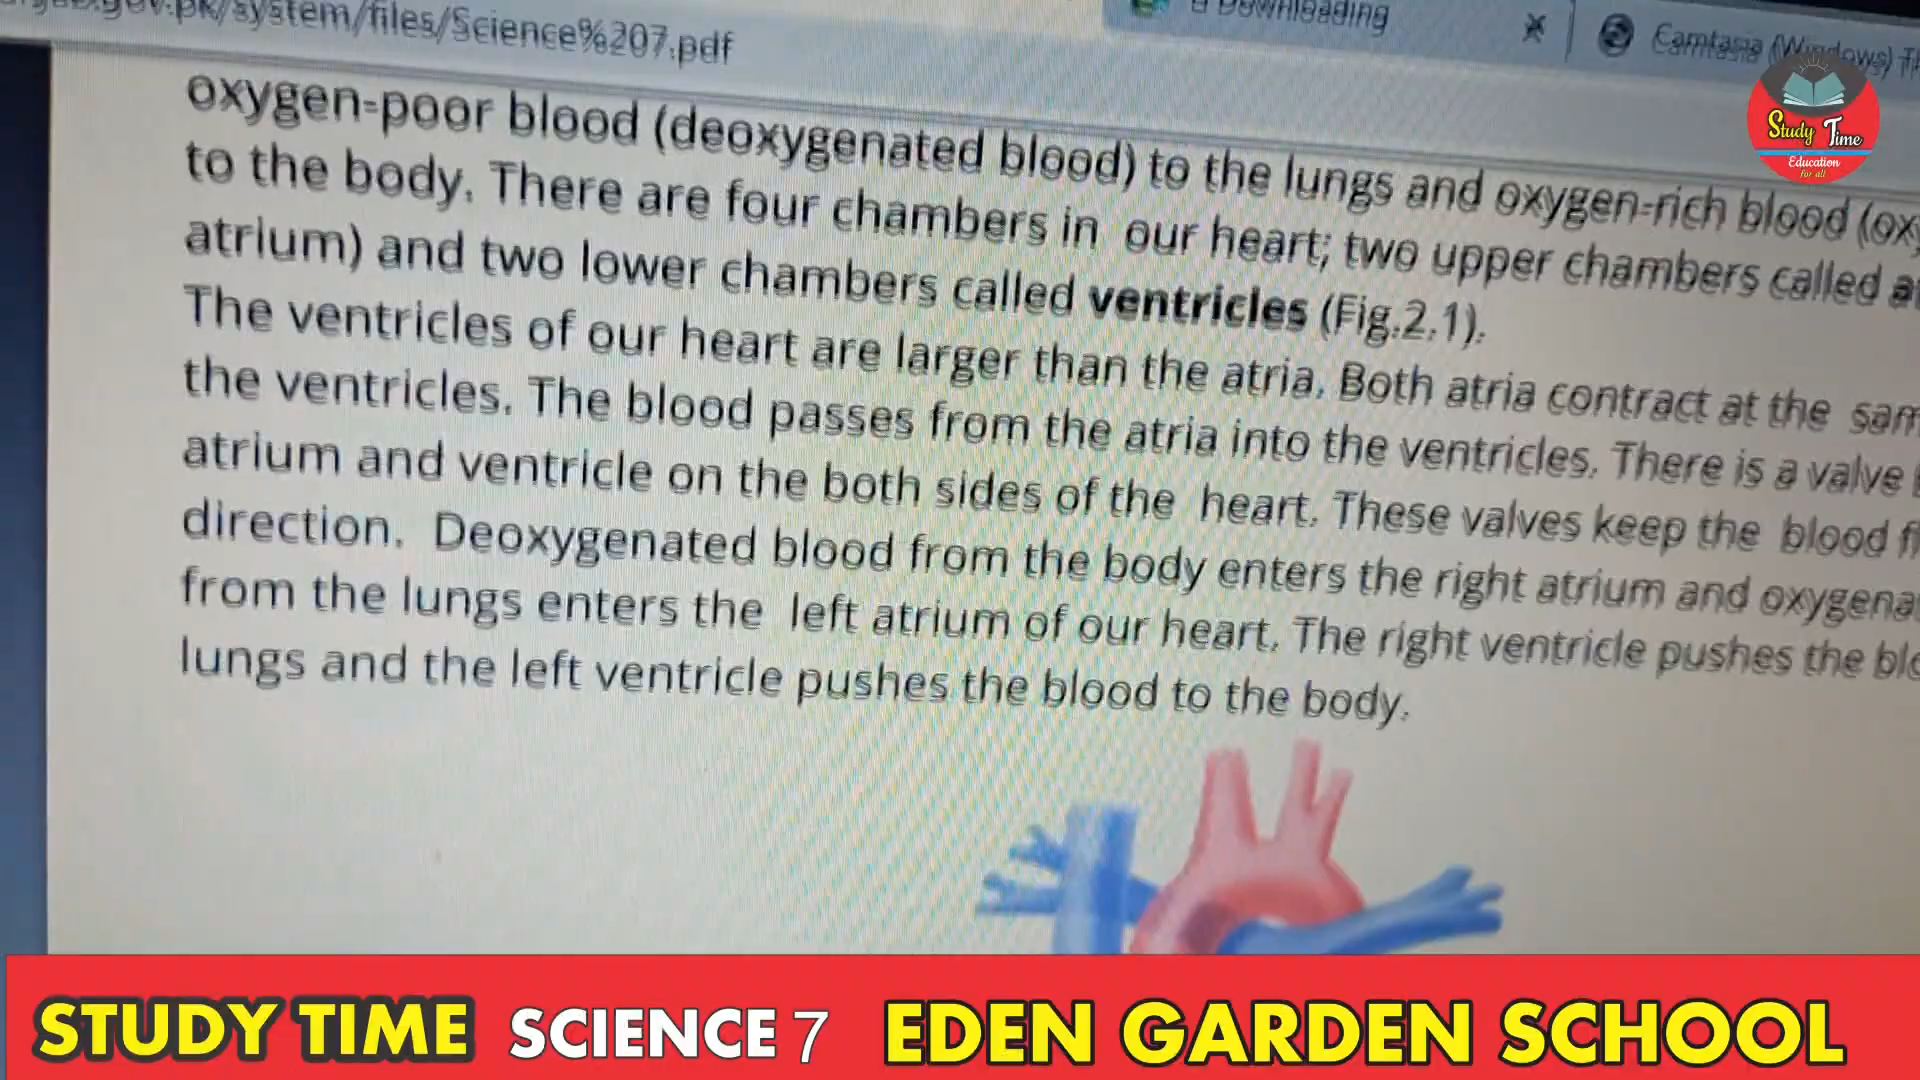 .pk/system/files/Science%207.pdf
Downloading
Camtasia (Windows)
Study Time
Education
for all
oxygen-poor blood (deoxygenated blood) to the lungs and oxygen-rich blood
to the body. There are four chambers in our heart; two upper chambers called
atrium) and two lower chambers called ventricles (Fig.2.1).
The ventricles of our heart are larger than the atria. Both atria contract at the
the ventricles. The blood passes from the atria into the ventricles. There is a valve
atrium and ventricle on the both sides of the heart. These valves keep the blood
direction. Deoxygenated blood from the body enters the right atrium and
from the lungs enters the left atrium of our heart. The right ventricle pushes the
lungs and the left ventricle pushes the blood to the body.
STUDY TIME SCIENCE 7 EDEN GARDEN SCHOOL